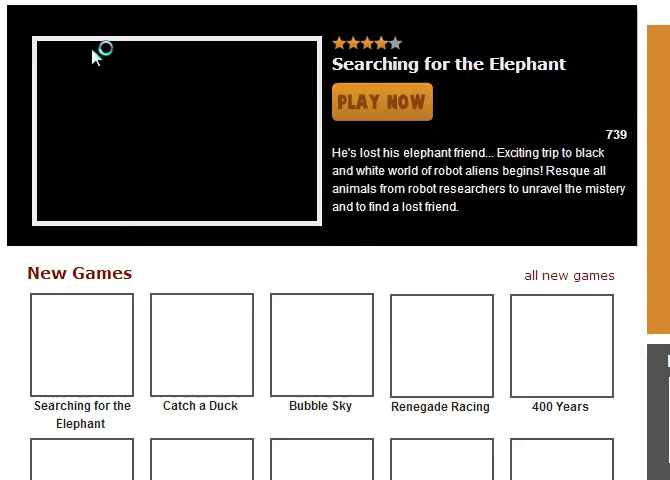 Searching for the Elephant
PLAY NOW
739
He's lost his elephant friend... Exciting trip to black
and white world of robot aliens begins! Resque all
animals from robot researchers to unravel the mistery
and to find a lost friend.
New Games
all new games
Searching for the
Elephant
Catch a Duck
Bubble Sky
Renegade Racing
400 Years